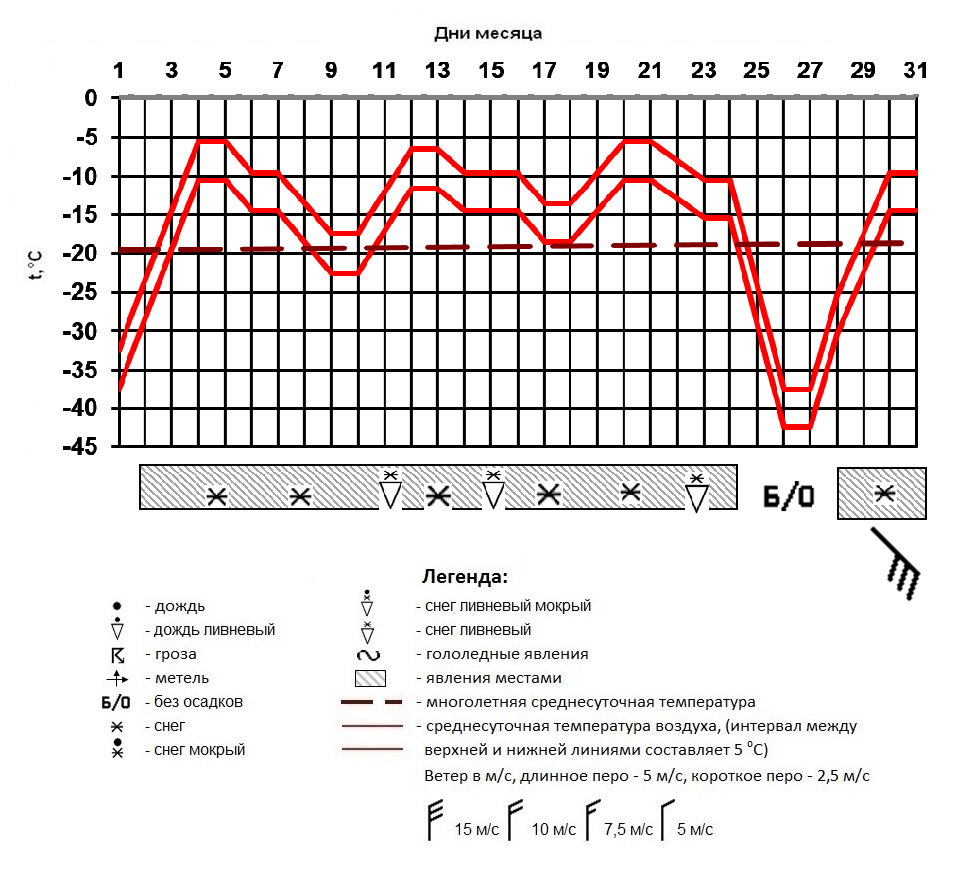 Дни месяца
1 3 5 7 9 11 13 15 17 19 21 23 25 27 29 31
0
-5
-10
-15
-20
-25
-30
-35
-40
-45
t,°C
Б/О
Легенда:
- дождь
- дождь ливневый
- гроза
- метель
Б/О - без осадков
- снег
- снег мокрый
- снег ливневый мокрый
- снег ливневый
- гололедные явления
- явления местами
- многолетняя среднесуточная температура
- среднесуточная температура воздуха, (интервал между
верхней и нижней линиями составляет 5 °C)
Ветер в м/с, длинное перо - 5 м/с, короткое перо - 2,5 м/с
15 м/с 10 м/с 7,5 м/с 5 м/с